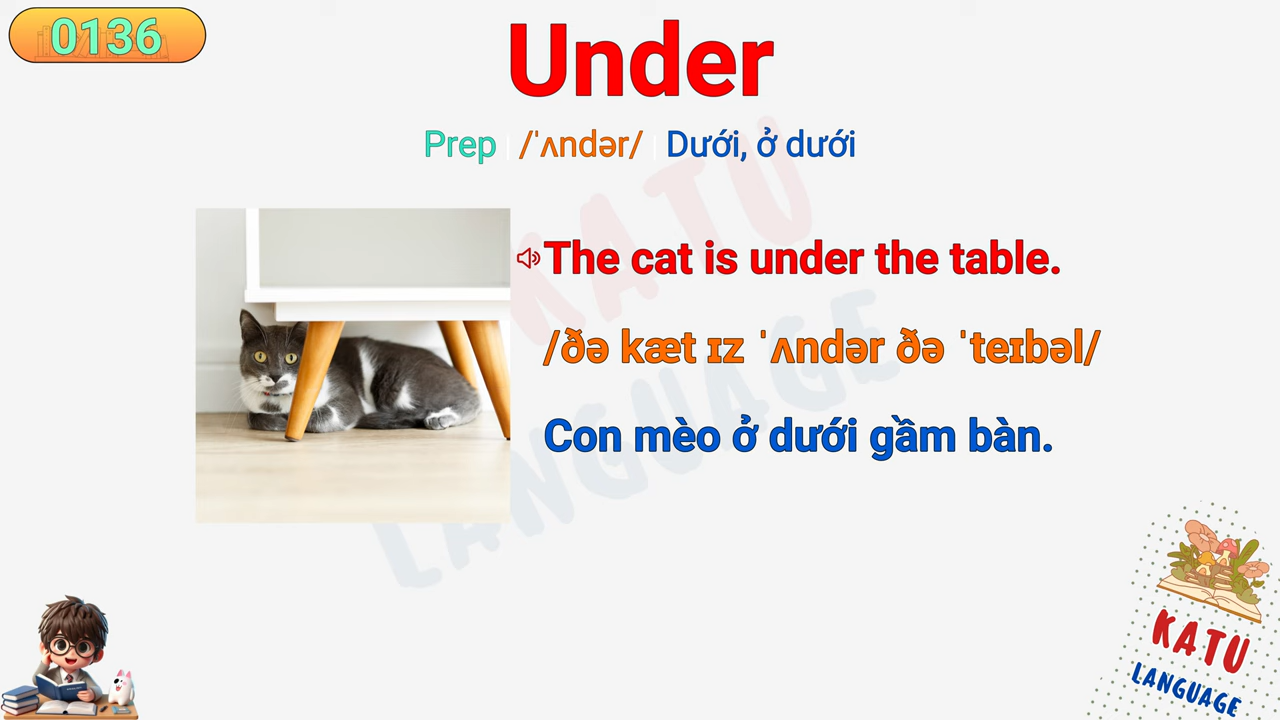 0136
Under
Prep | /ˈʌndər/ | Dưới, ở dưới
The cat is under the table.
/ðə kæt ɪz ˈʌndər ðə ˈteɪbəl/
Con mèo ở dưới gầm bàn.
KATU
LANGUAGE
KATU
LANGUAGE